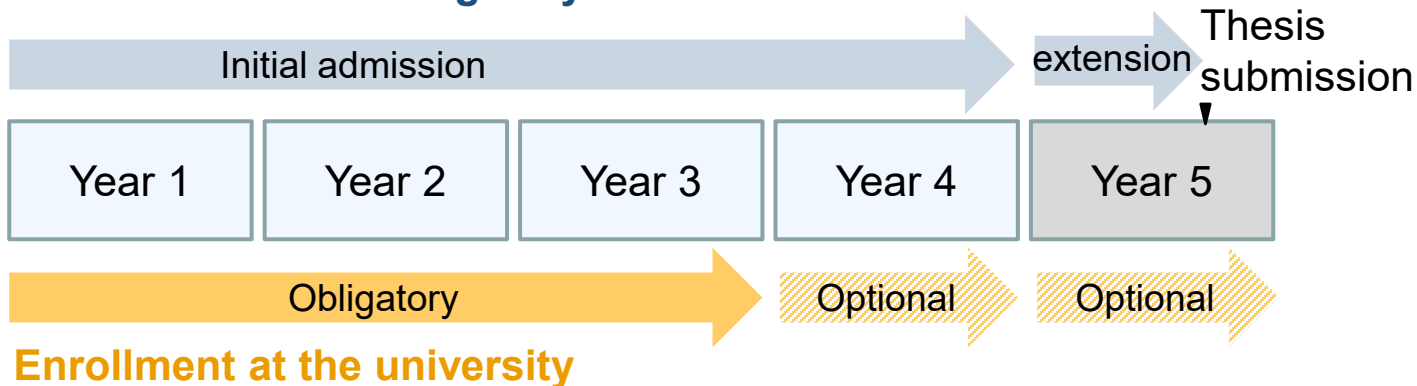 Initial admission
extension
Thesis
submission
Year 1
Year 2
Year 3
Year 4
Year 5
Obligatory
Optional
Optional
Enrollment at the university